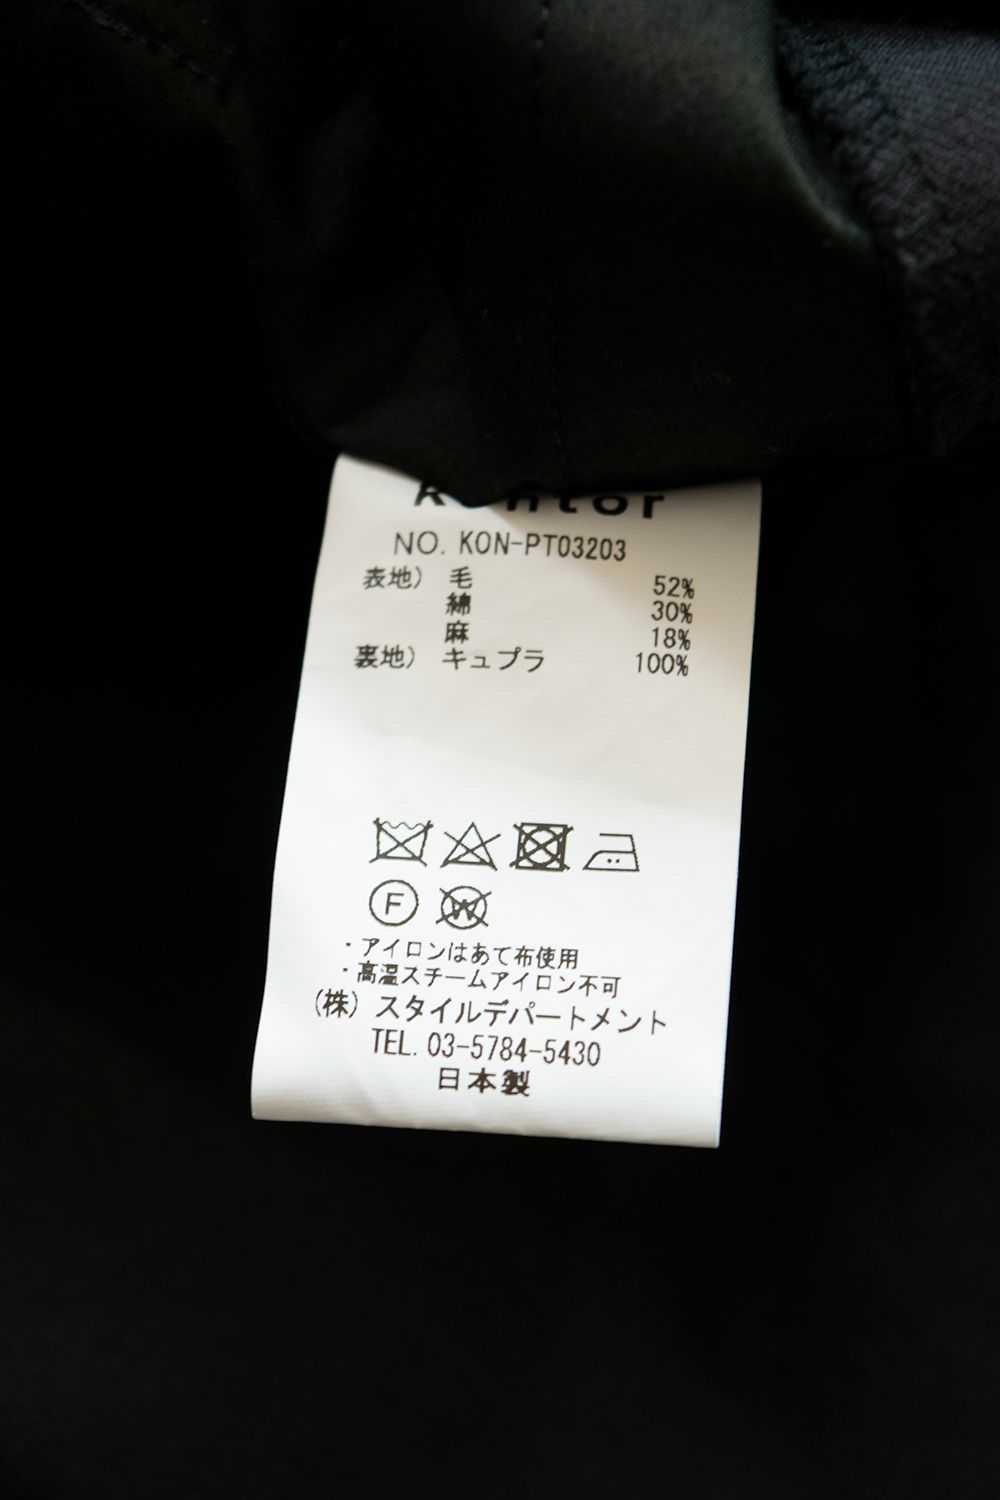 kontor
NO. KON-PT03203
表地) 毛 52%
綿 30%
麻 18%
裏地) キュプラ 100%
F W
・アイロンはあて布使用
・高温スチームアイロン不可
(株) スタイルデパートメント
TEL. 03-5784-5430
日本製